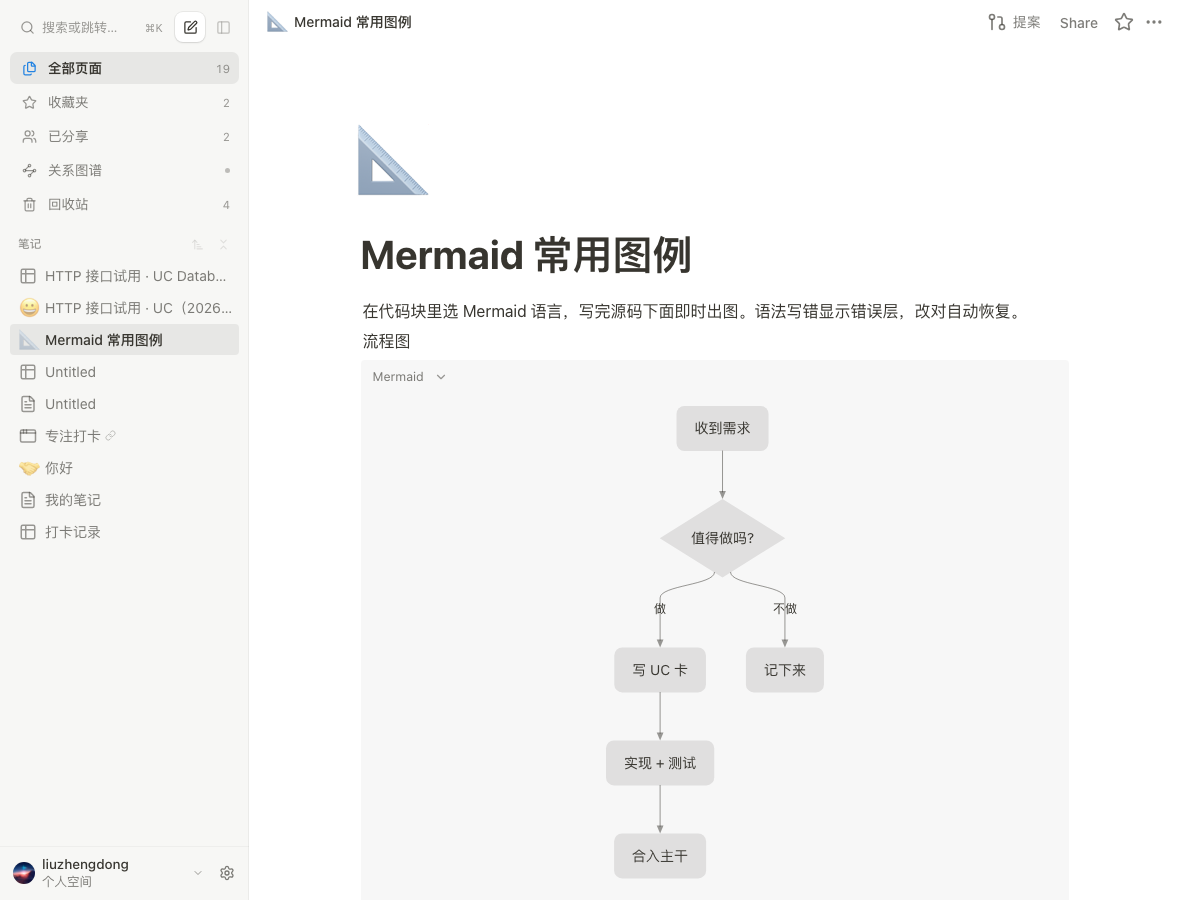 搜索或跳转... ⌘K
全部页面 19
收藏夹 2
已分享 2
关系图谱
回收站 4
笔记
HTTP 接口试用 · UC Datab...
HTTP 接口试用 · UC（2026...
Mermaid 常用图例
Untitled
Untitled
专注打卡
你好
我的笔记
打卡记录
liuzhengdong
个人空间
Mermaid 常用图例
提案 Share
Mermaid 常用图例
在代码块里选 Mermaid 语言，写完源码下面即时出图。语法写错显示错误层，改对自动恢复。
流程图
Mermaid
收到需求
值得做吗?
做 不做
写 UC 卡 记下来
实现 + 测试
合入主干